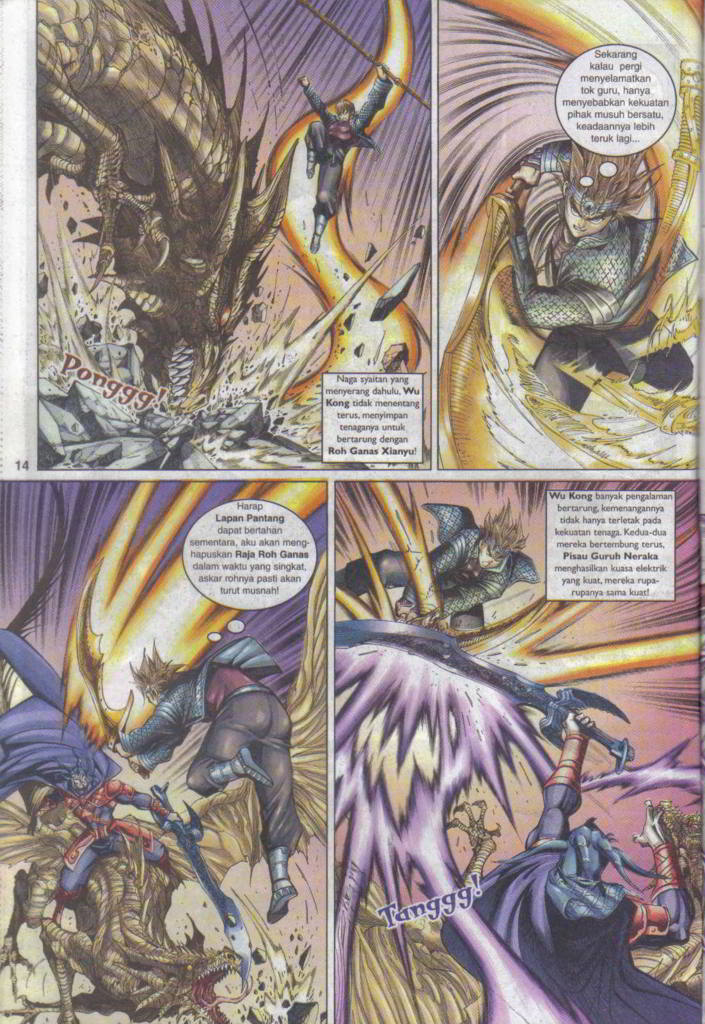 Ponggg!
Naga syaitan yang
menyerang dahulu, Wu
Kong tidak menentang
terus, menyimpan
tenaganya untuk
bertarung dengan
Roh Ganas Xianyu!
Sekarang
kalau pergi
menyelamatkan
tok guru, hanya
menyebabkan kekuatan
pihak musuh bersatu,
keadaannya lebih
teruk lagi...
14
Harap
Lapan Pantang
dapat bertahan
sementara, aku akan meng-
hapuskan Raja Roh Ganas
dalam waktu yang singkat,
askar rohnya pasti akan
turut musnah!
Wu Kong banyak pengalaman
bertarung, kemenangannya
tidak hanya terletak pada
kekuatan tenaga. Kedua-dua
mereka bertembung terus,
Pisau Guruh Neraka
menghasilkan kuasa elektrik
yang kuat, mereka rupa-
rupanya sama kuat!
Tanggg!